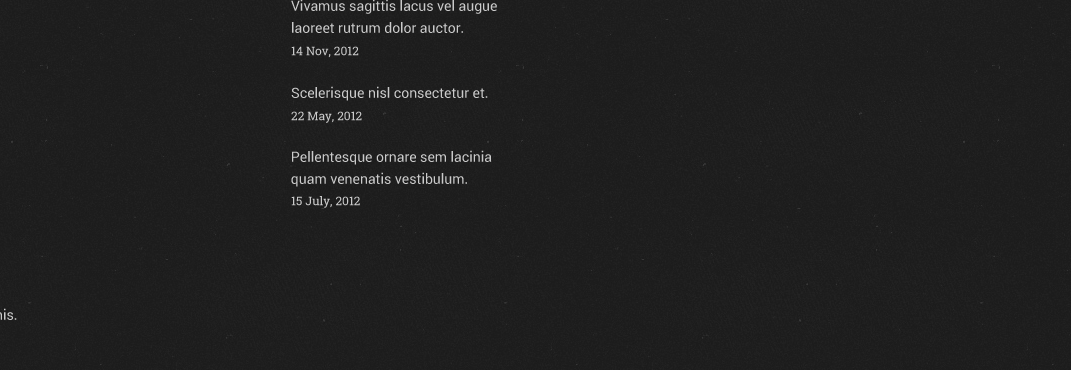 Vivamus sagittis lacus vel augue
laoreet rutrum dolor auctor.
14 Nov, 2012
Scelerisque nisl consectetur et.
22 May, 2012
Pellentesque ornare sem lacinia
quam venenatis vestibulum.
15 July, 2012